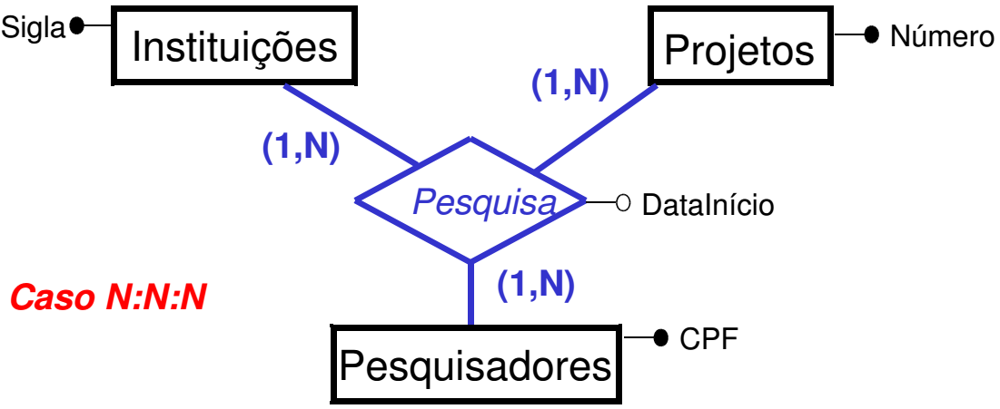 Sigla
Instituições
Projetos
Número
(1,N)
(1,N)
Pesquisa
DataInício
(1,N)
Caso N:N:N
Pesquisadores
CPF